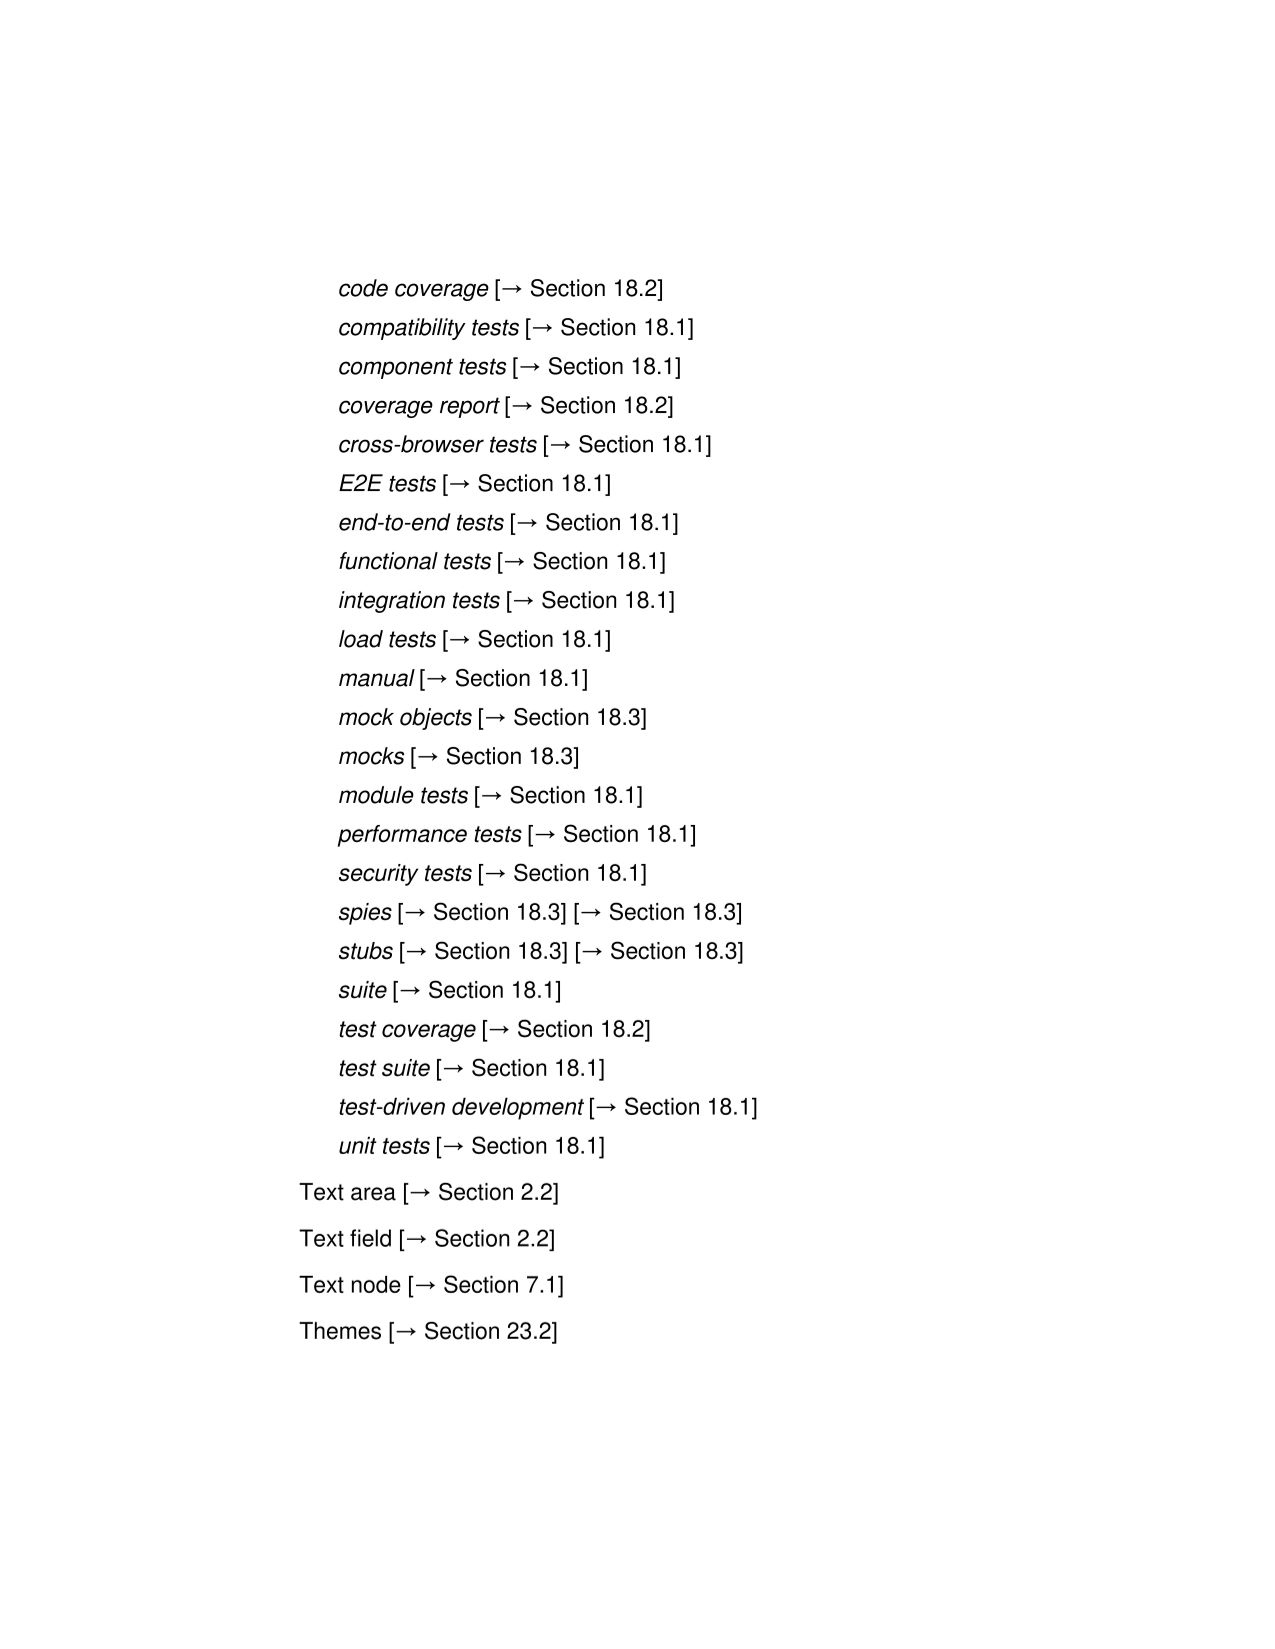 code coverage [→ Section 18.2]
compatibility tests [→ Section 18.1]
component tests [→ Section 18.1]
coverage report [→ Section 18.2]
cross-browser tests [→ Section 18.1]
E2E tests [→ Section 18.1]
end-to-end tests [→ Section 18.1]
functional tests [→ Section 18.1]
integration tests [→ Section 18.1]
load tests [→ Section 18.1]
manual [→ Section 18.1]
mock objects [→ Section 18.3]
mocks [→ Section 18.3]
module tests [→ Section 18.1]
performance tests [→ Section 18.1]
security tests [→ Section 18.1]
spies [→ Section 18.3] [→ Section 18.3]
stubs [→ Section 18.3] [→ Section 18.3]
suite [→ Section 18.1]
test coverage [→ Section 18.2]
test suite [→ Section 18.1]
test-driven development [→ Section 18.1]
unit tests [→ Section 18.1]
Text area [→ Section 2.2]
Text field [→ Section 2.2]
Text node [→ Section 7.1]
Themes [→ Section 23.2]